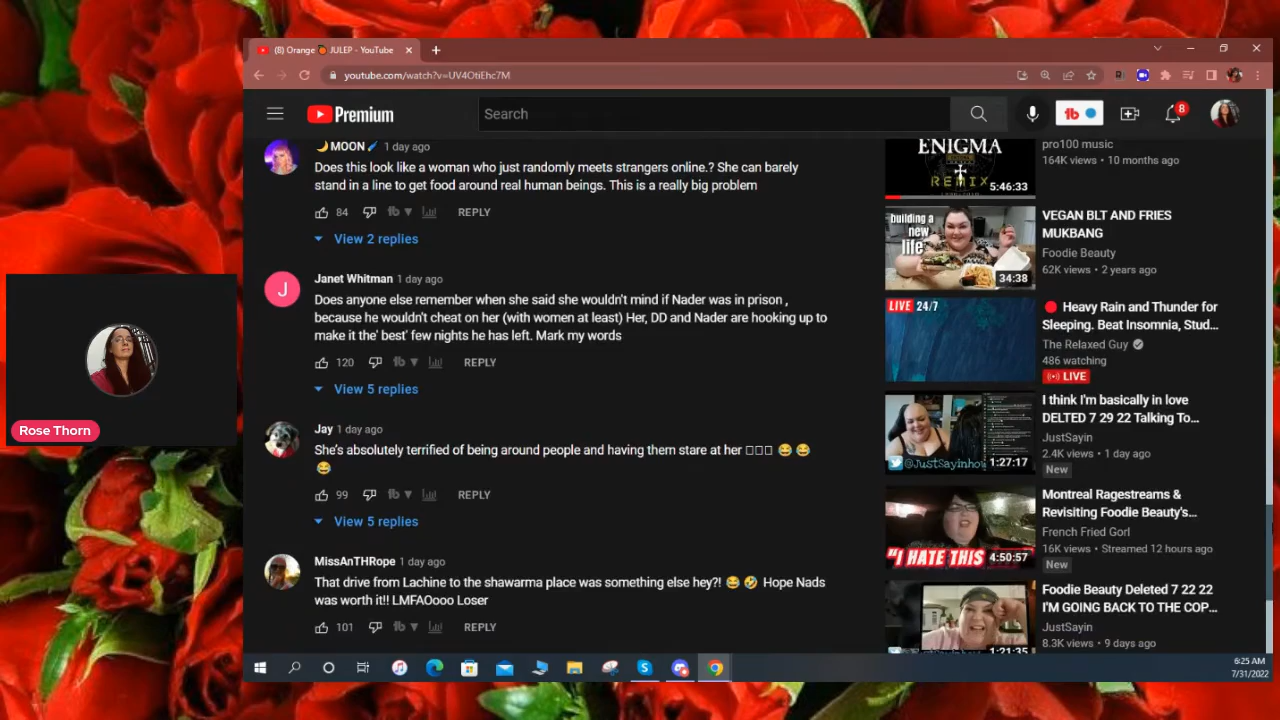 (8) Orange 🍊 JULEP - YouTube
youtube.com/watch?v=UV4OtiEhc7M
Premium
Search
8
🌙MOON🌠 1 day ago
Does this look like a woman who just randomly meets strangers online.? She can barely
stand in a line to get food around real human beings. This is a really big problem
84 REPLY
View 2 replies
J
Janet Whitman 1 day ago
Does anyone else remember when she said she wouldn't mind if Nader was in prison ,
because he wouldn't cheat on her (with women at least) Her, DD and Nader are hooking up to
make it the' best' few nights he has left. Mark my words
120 REPLY
View 5 replies
Jay 1 day ago
She's absolutely terrified of being around people and having them stare at her □□□ 😂 😂
😂
99 REPLY
View 5 replies
MissAnTHRope 1 day ago
That drive from Lachine to the shawarma place was something else hey?! 😂 🤣 Hope Nads
was worth it!! LMFAOooo Loser
101 REPLY
ENIGMA
REMIX
5:46:33
pro100 music
164K views • 10 months ago
building a
new
life
34:38
VEGAN BLT AND FRIES
MUKBANG
Foodie Beauty
62K views • 2 years ago
LIVE 24/7
🔴 Heavy Rain and Thunder for
Sleeping. Beat Insomnia, Stud...
The Relaxed Guy
486 watching
LIVE
@JustSayinhou
1:27:17
I think I'm basically in love
DELTED 7 29 22 Talking To...
JustSayin
2.4K views • 1 day ago
New
"I HATE THIS
4:50:57
Montreal Ragestreams &
Revisiting Foodie Beauty's...
French Fried Gorl
16K views • Streamed 12 hours ago
New
1:21:35
Foodie Beauty Deleted 7 22 22
I'M GOING BACK TO THE COP...
JustSayin
8.3K views • 9 days ago
Rose Thorn
6:25 AM
7/31/2022